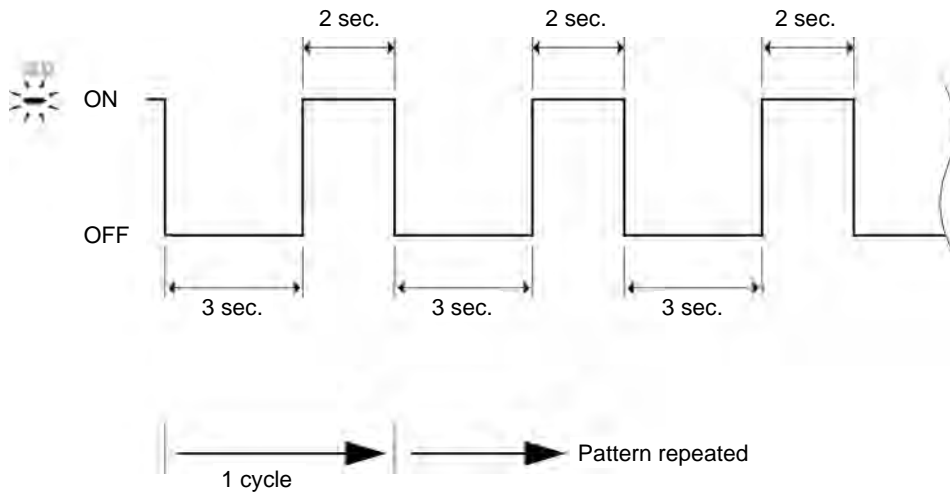 2 sec. 2 sec. 2 sec.
ON
OFF
3 sec. 3 sec. 3 sec.
Pattern repeated
1 cycle